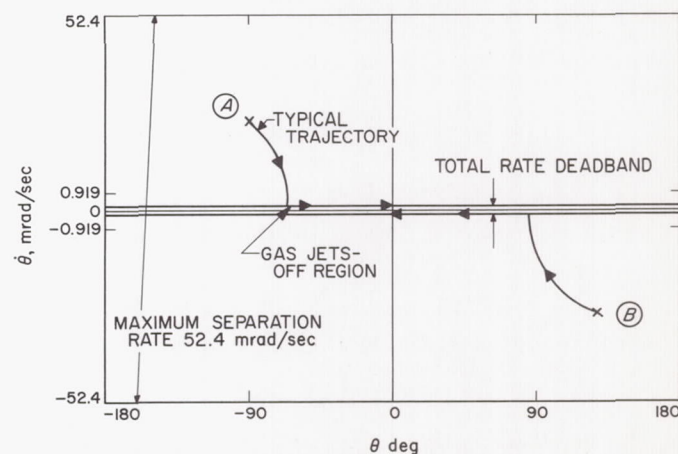 52.4
A
TYPICAL
TRAJECTORY
TOTAL RATE DEADBAND
0.919
0
-0.919
θ̇, mrad/sec
GAS JETS-
OFF REGION
MAXIMUM SEPARATION
RATE 52.4 mrad/sec
B
-52.4
-180
-90
0
90
180
θ deg